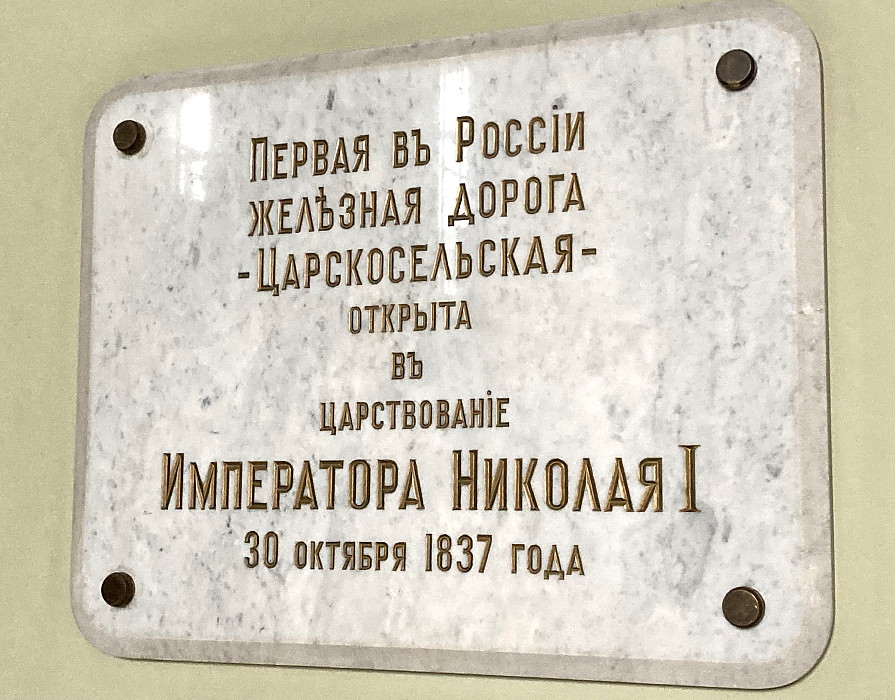 Первая въ Россіи
желѣзная дорога
-Царскосельская-
открыта
въ
царствованіе
Императора Николая I
30 октября 1837 года